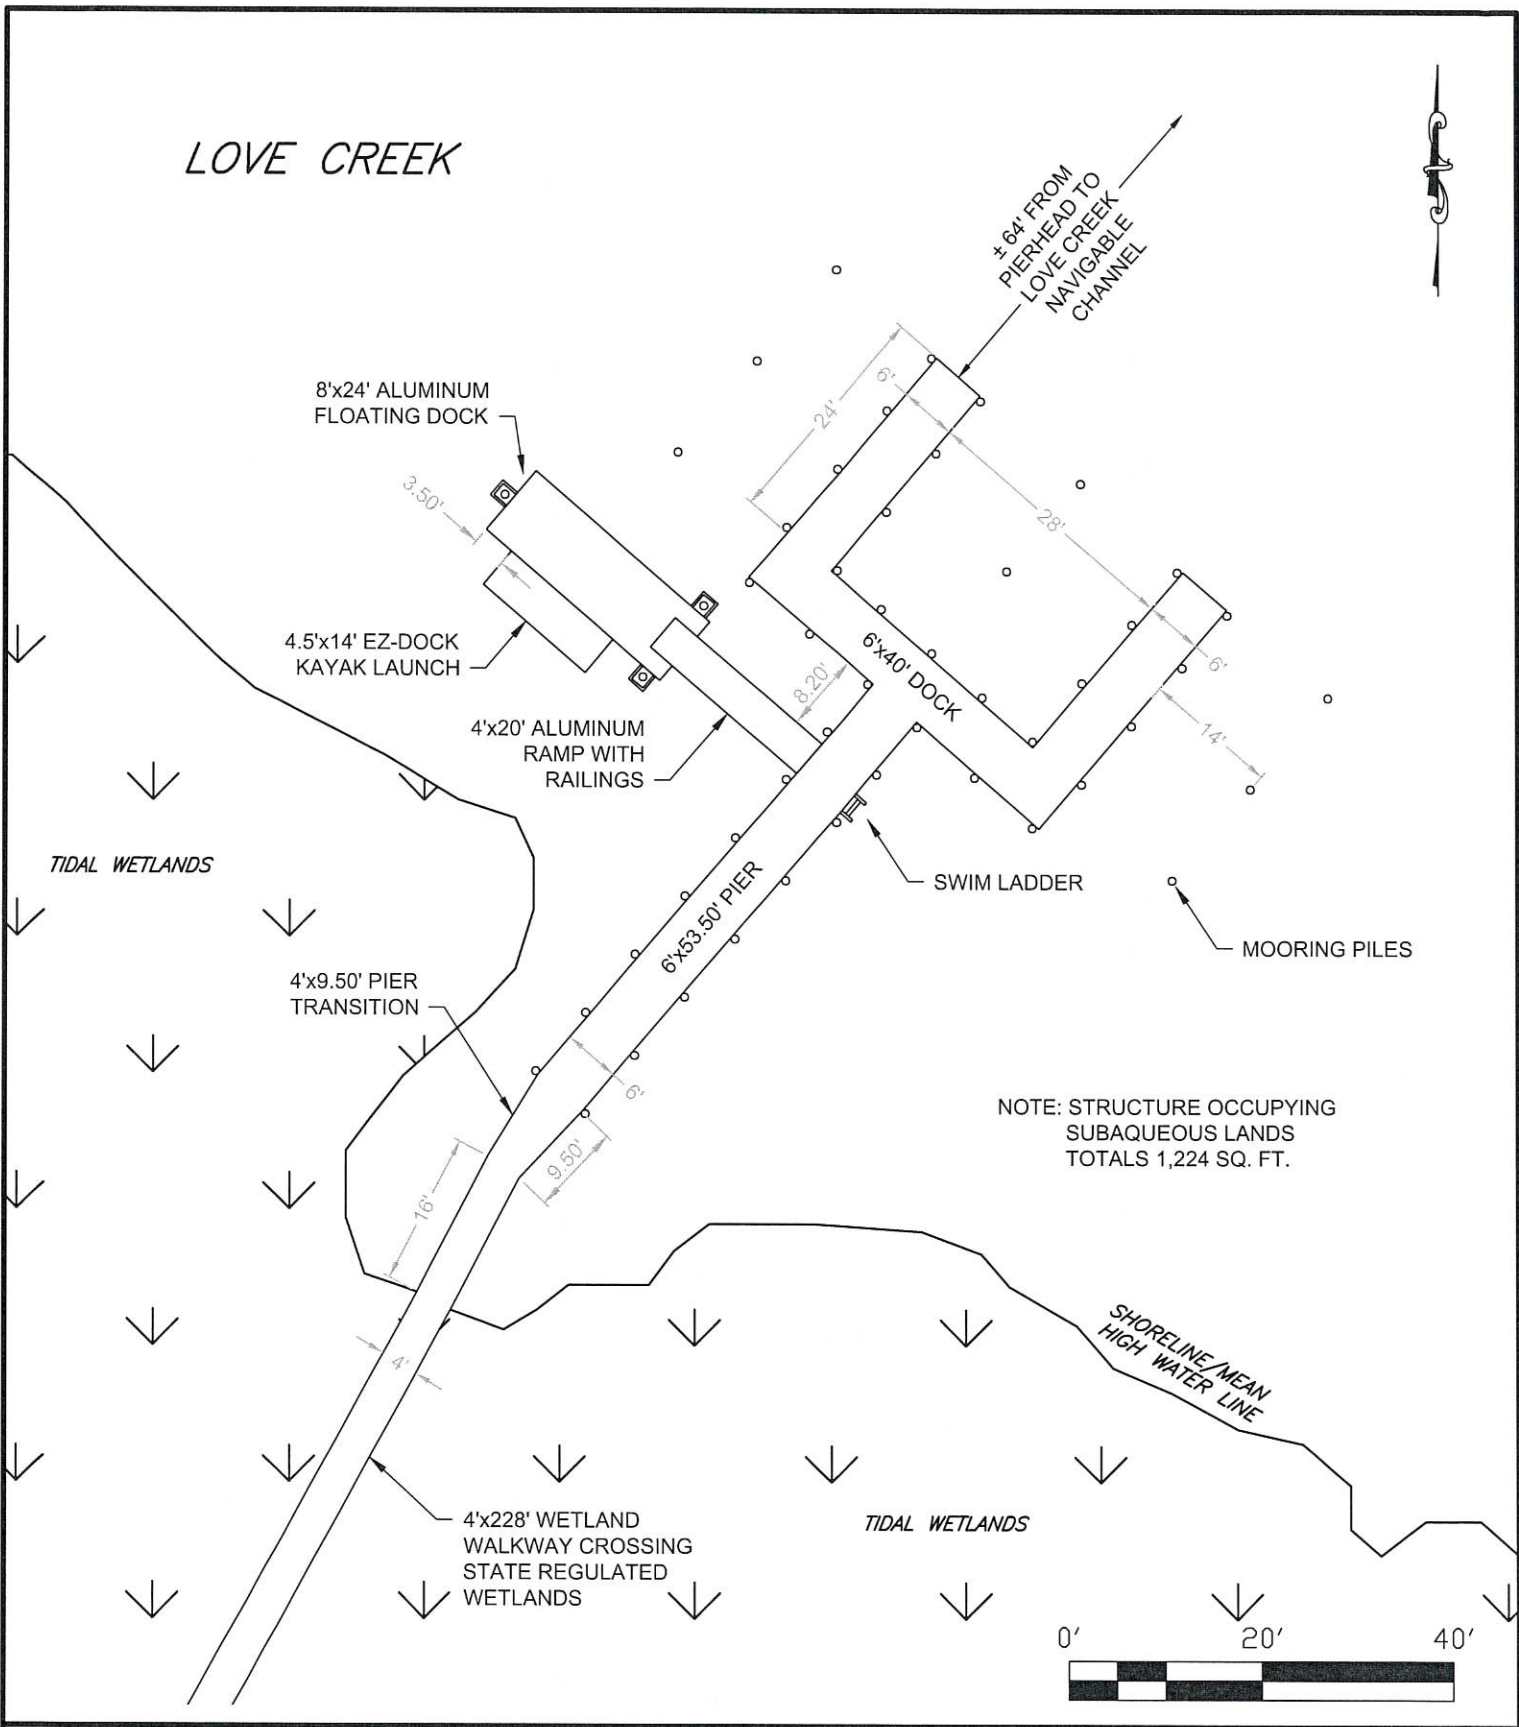 LOVE CREEK
± 64' FROM
PIERHEAD TO
LOVE CREEK
NAVIGABLE
CHANNEL
8'x24' ALUMINUM
FLOATING DOCK
6'
24'
3.50'
28'
4.5'x14' EZ-DOCK
KAYAK LAUNCH
6'x40' DOCK
6'
8.20'
14'
4'x20' ALUMINUM
RAMP WITH
RAILINGS
TIDAL WETLANDS
SWIM LADDER
6'x53.50' PIER
MOORING PILES
4'x9.50' PIER
TRANSITION
6'
NOTE: STRUCTURE OCCUPYING
SUBAQUEOUS LANDS
TOTALS 1,224 SQ. FT.
9.50'
16'
SHORELINE/MEAN
HIGH WATER LINE
4'
4'x228' WETLAND
WALKWAY CROSSING
STATE REGULATED
WETLANDS
TIDAL WETLANDS
0' 20' 40'